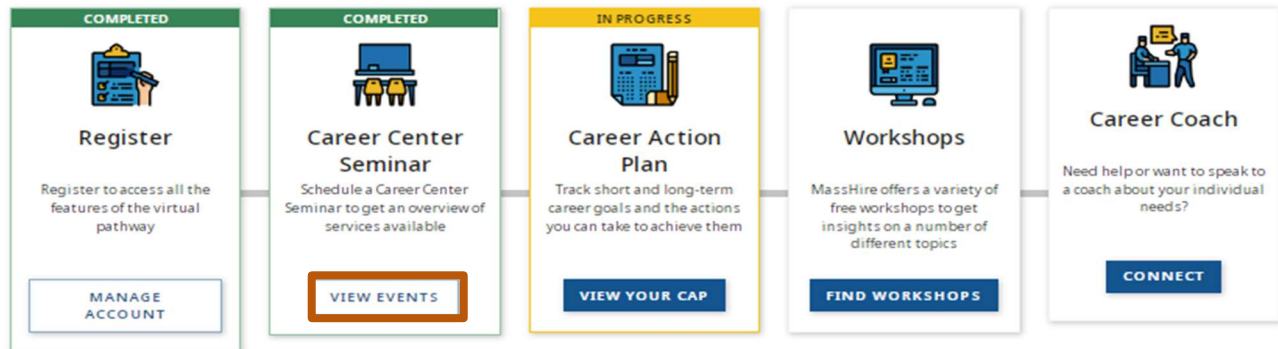 COMPLETED
Register
Register to access all the
features of the virtual
pathway
MANAGE
ACCOUNT
COMPLETED
Career Center
Seminar
Schedule a Career Center
Seminar to get an overview of
services available
VIEW EVENTS
IN PROGRESS
Career Action
Plan
Track short and long-term
career goals and the actions
you can take to achieve them
VIEW YOUR CAP
Workshops
MassHire offers a variety of
free workshops to get
insights on a number of
different topics
FIND WORKSHOPS
Career Coach
Need help or want to speak to
a coach about your individual
needs?
CONNECT